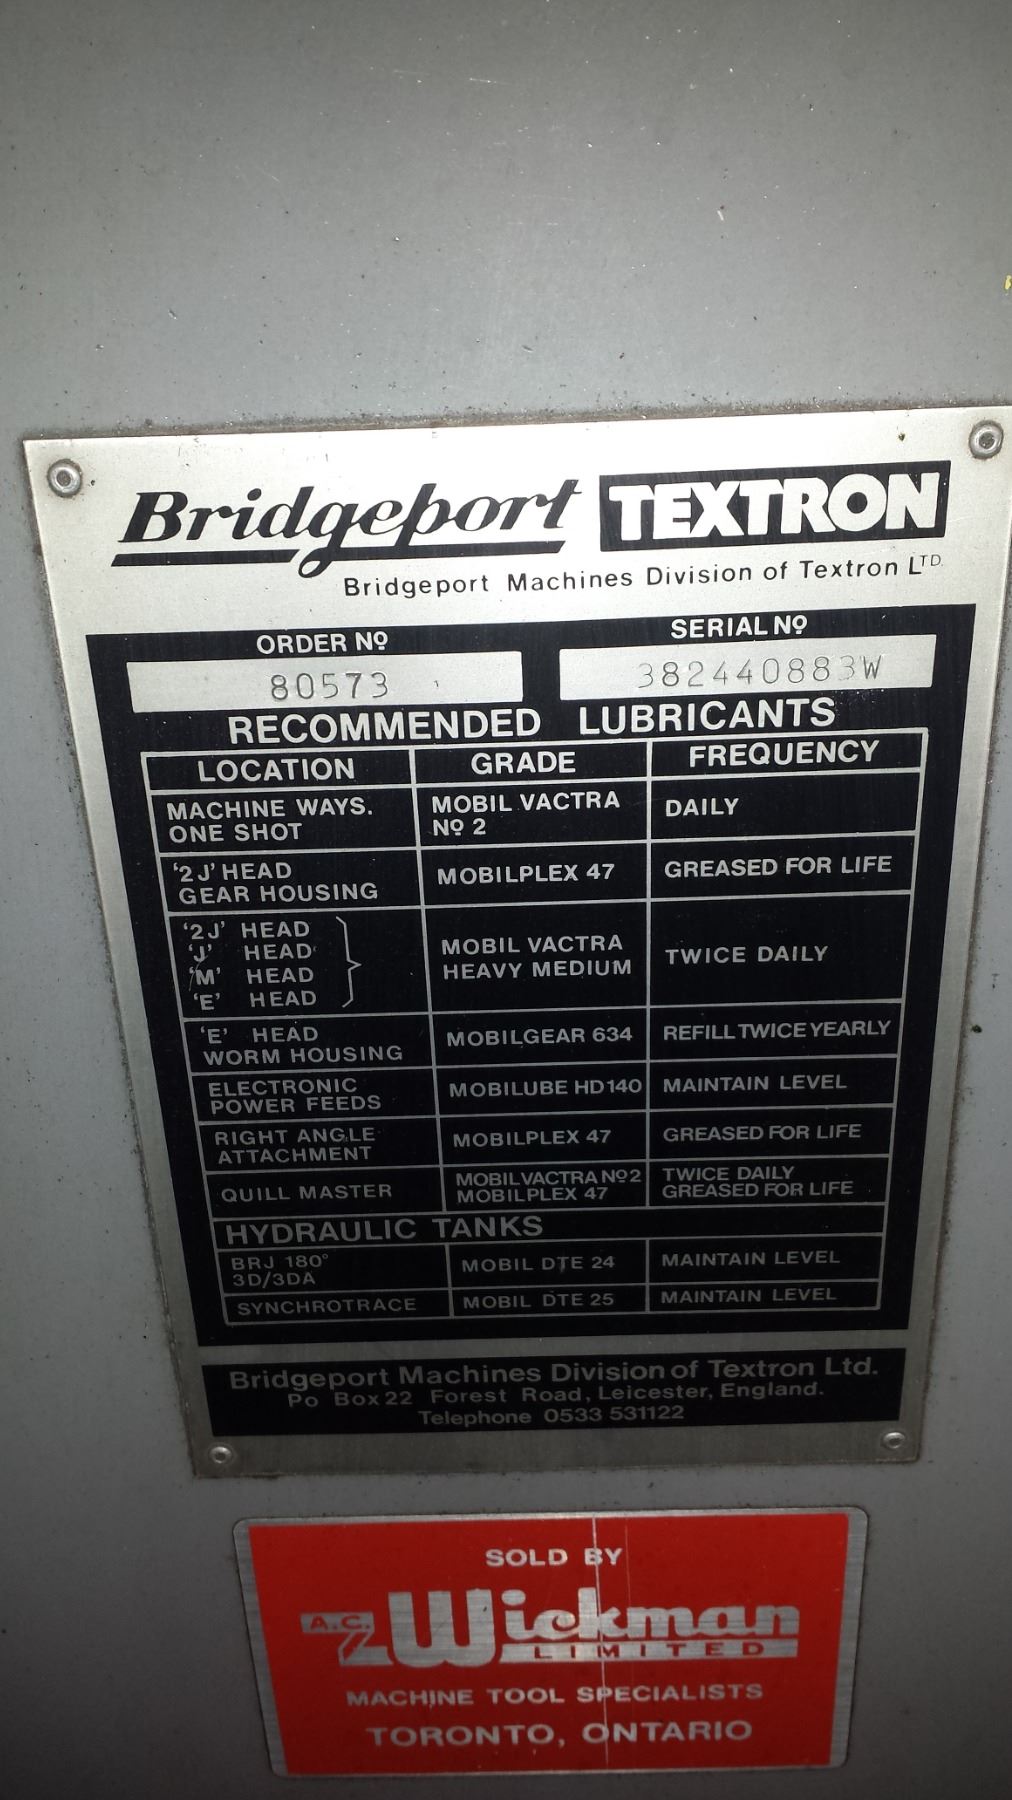 Bridgeport TEXTRON
Bridgeport Machines Division of Textron LTD.
ORDER Nº SERIAL Nº
80573 382440883W
RECOMMENDED LUBRICANTS
LOCATION GRADE FREQUENCY
MACHINE WAYS. ONE SHOT MOBIL VACTRA Nº 2 DAILY
'2J' HEAD GEAR HOUSING MOBILPLEX 47 GREASED FOR LIFE
'2J' HEAD
'J' HEAD
'M' HEAD
'E' HEAD
MOBIL VACTRA HEAVY MEDIUM TWICE DAILY
'E' HEAD WORM HOUSING MOBILGEAR 634 REFILL TWICE YEARLY
ELECTRONIC POWER FEEDS MOBILUBE HD140 MAINTAIN LEVEL
RIGHT ANGLE ATTACHMENT MOBILPLEX 47 GREASED FOR LIFE
QUILL MASTER MOBIL VACTRA Nº2 TWICE DAILY
MOBILPLEX 47 GREASED FOR LIFE
HYDRAULIC TANKS
BRJ 180° 3D/3DA MOBIL DTE 24 MAINTAIN LEVEL
SYNCHROTRACE MOBIL DTE 25 MAINTAIN LEVEL
Bridgeport Machines Division of Textron Ltd.
Po Box 22 Forest Road, Leicester, England.
Telephone 0533 531122
SOLD BY
A.C. Wickman
LIMITED
MACHINE TOOL SPECIALISTS
TORONTO, ONTARIO